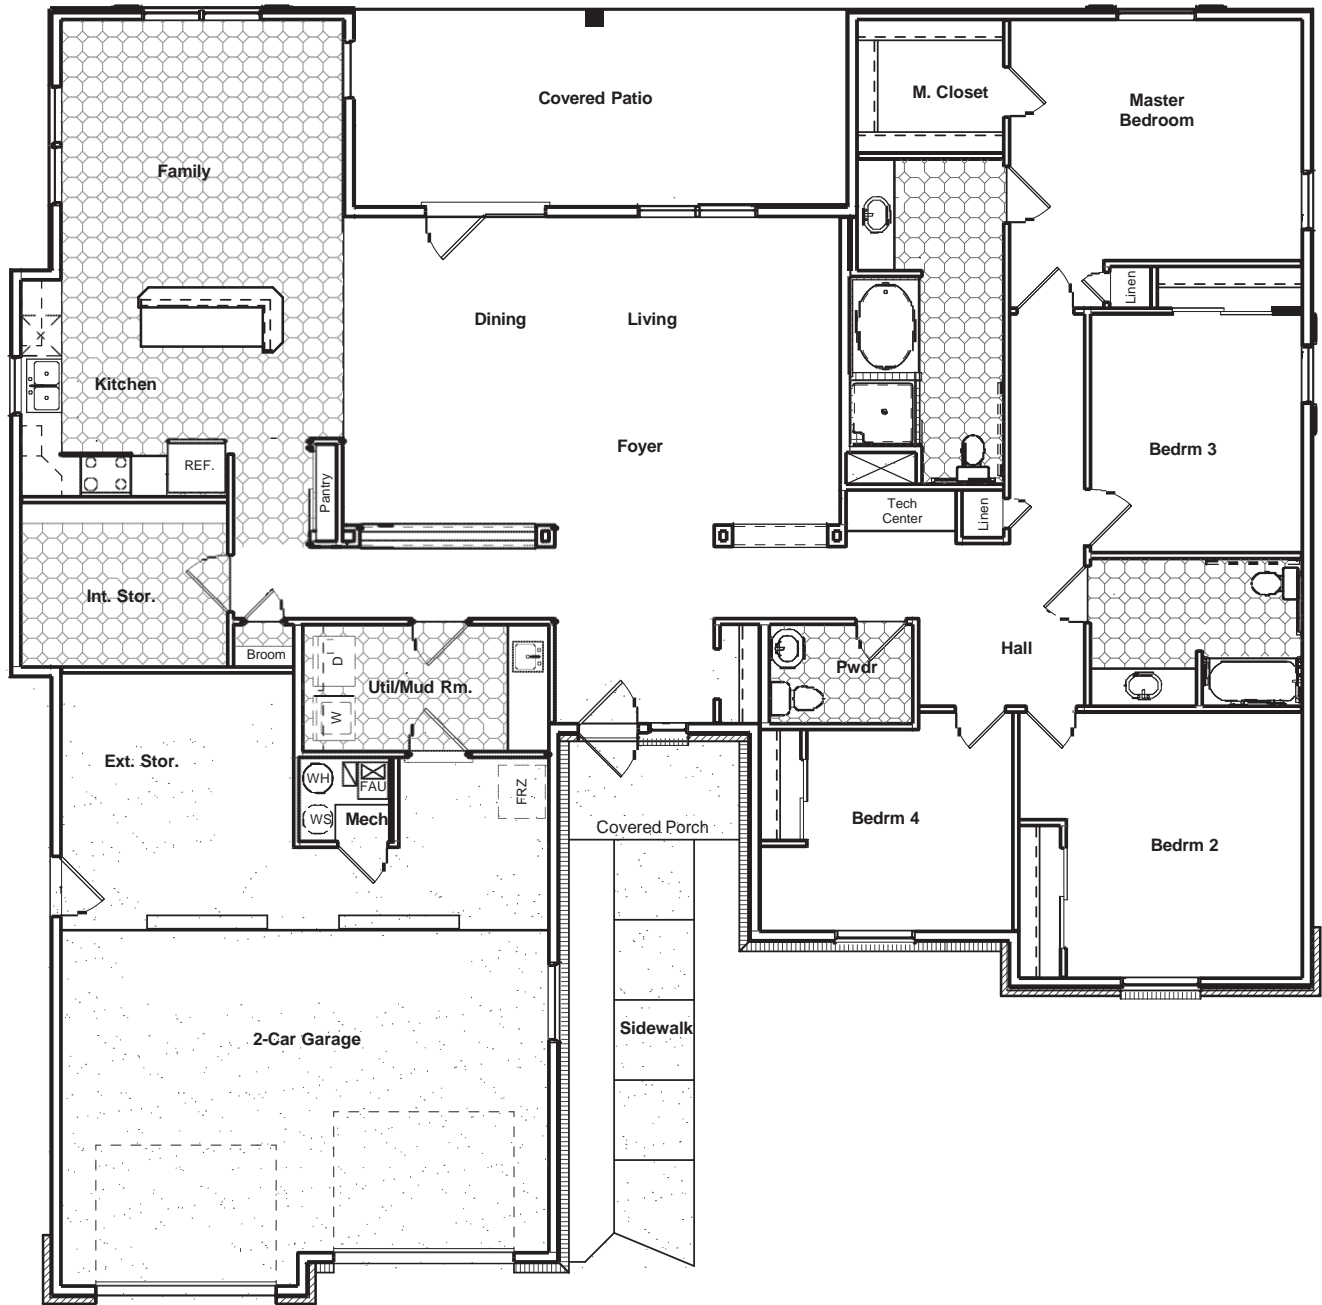 Covered Patio
M. Closet
Master
Bedroom
Family
Linen
Dining
Living
Kitchen
Foyer
Bedrm 3
REF.
Pantry
Tech
Center
Linen
Int. Stor.
Broom
D
Util/Mud Rm.
W
Pwdr
Hall
Ext. Stor.
WH
FAU
FRZ
WS
Mech
Covered Porch
Bedrm 4
Bedrm 2
Sidewalk
2-Car Garage